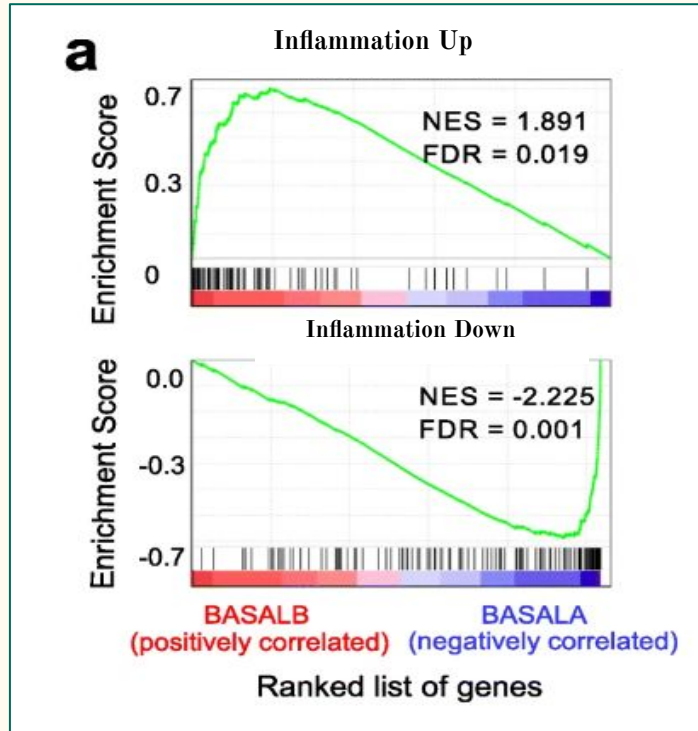 a
Inflammation Up
Enrichment Score
0.7
0.3
0
NES = 1.891
FDR = 0.019
Inflammation Down
Enrichment Score
0.0
-0.3
-0.7
NES = -2.225
FDR = 0.001
BASALB
(positively correlated)
BASALA
(negatively correlated)
Ranked list of genes